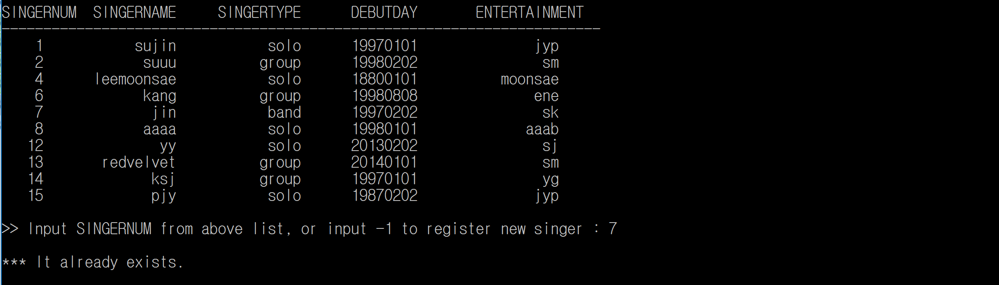 SINGERNUM SINGERNAME SINGERTYPE DEBUTDAY ENTERTAINMENT
------------------------------------------------------------------------
1 sujin solo 19970101 jyp
2 suuu group 19980202 sm
4 leemoonsae solo 18800101 moonsae
6 kang group 19980808 ene
7 jin band 19970202 sk
8 aaaa solo 19980101 aaab
12 yy solo 20130202 sj
13 redvelvet group 20140101 sm
14 ksj group 19970101 yg
15 pjy solo 19870202 jyp
>> Input SINGERNUM from above list, or input -1 to register new singer : 7
*** It already exists.